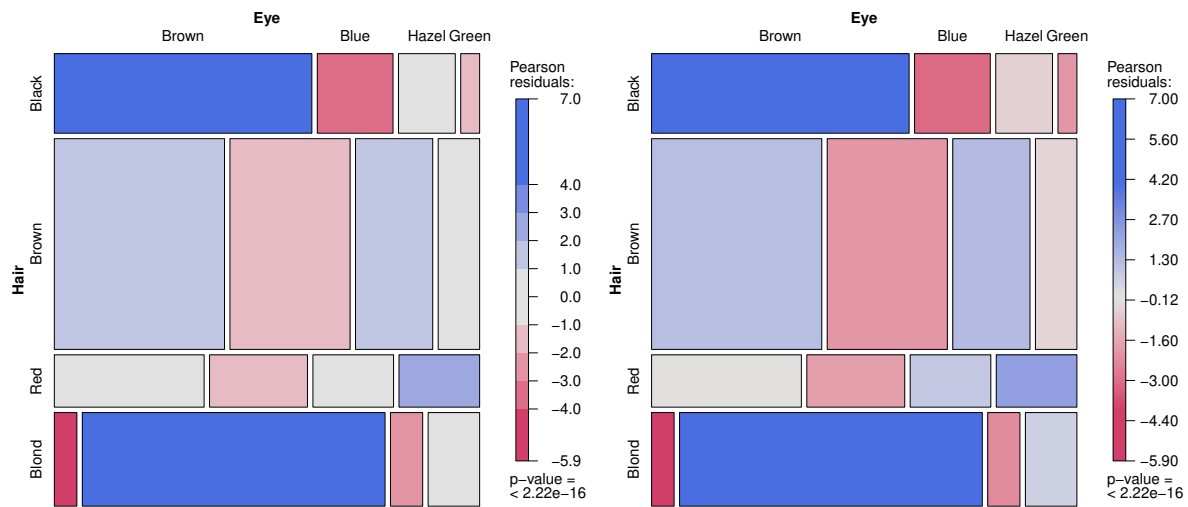 Eye
Brown Blue Hazel Green
Hair
Black
Brown
Red
Blond
Pearson
residuals:
7.0
4.0
3.0
2.0
1.0
0.0
−1.0
−2.0
−3.0
−4.0
−5.9
p−value =
< 2.22e−16
Eye
Brown Blue Hazel Green
Hair
Black
Brown
Red
Blond
Pearson
residuals:
7.00
5.60
4.20
2.70
1.30
−0.12
−1.60
−3.00
−4.40
−5.90
p−value =
< 2.22e−16